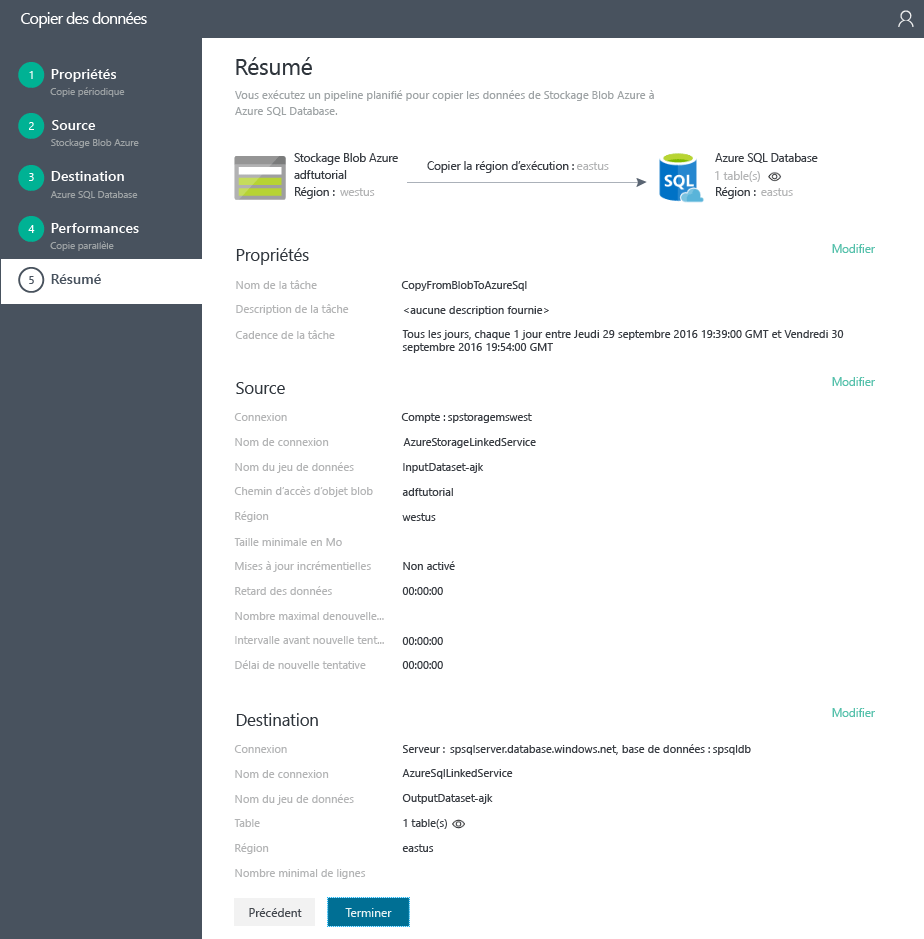 Copier des données
1 Propriétés
Copie périodique
2 Source
Stockage Blob Azure
3 Destination
Azure SQL Database
4 Performances
Copie parallèle
5 Résumé
Résumé
Vous exécutez un pipeline planifié pour copier les données de Stockage Blob Azure à
Azure SQL Database.
Stockage Blob Azure
adftutorial
Région : westus
Copier la région d'exécution : eastus
SQL
Azure SQL Database
1 table(s)
Région : eastus
Propriétés
Modifier
Nom de la tâche CopyFromBlobToAzureSql
Description de la tâche <aucune description fournie>
Cadence de la tâche Tous les jours, chaque 1 jour entre Jeudi 29 septembre 2016 19:39:00 GMT et Vendredi 30
septembre 2016 19:54:00 GMT
Source
Modifier
Connexion Compte : spstoragemswest
Nom de connexion AzureStorageLinkedService
Nom du jeu de données InputDataset-ajk
Chemin d'accès d'objet blob adftutorial
Région westus
Taille minimale en Mo
Mises à jour incrémentielles Non activé
Retard des données 00:00:00
Nombre maximal denouvelle...
Intervalle avant nouvelle tent... 00:00:00
Délai de nouvelle tentative 00:00:00
Destination
Modifier
Connexion Serveur : spsqlserver.database.windows.net, base de données : spsqldb
Nom de connexion AzureSqlLinkedService
Nom du jeu de données OutputDataset-ajk
Table 1 table(s)
Région eastus
Nombre minimal de lignes
Précédent Terminer